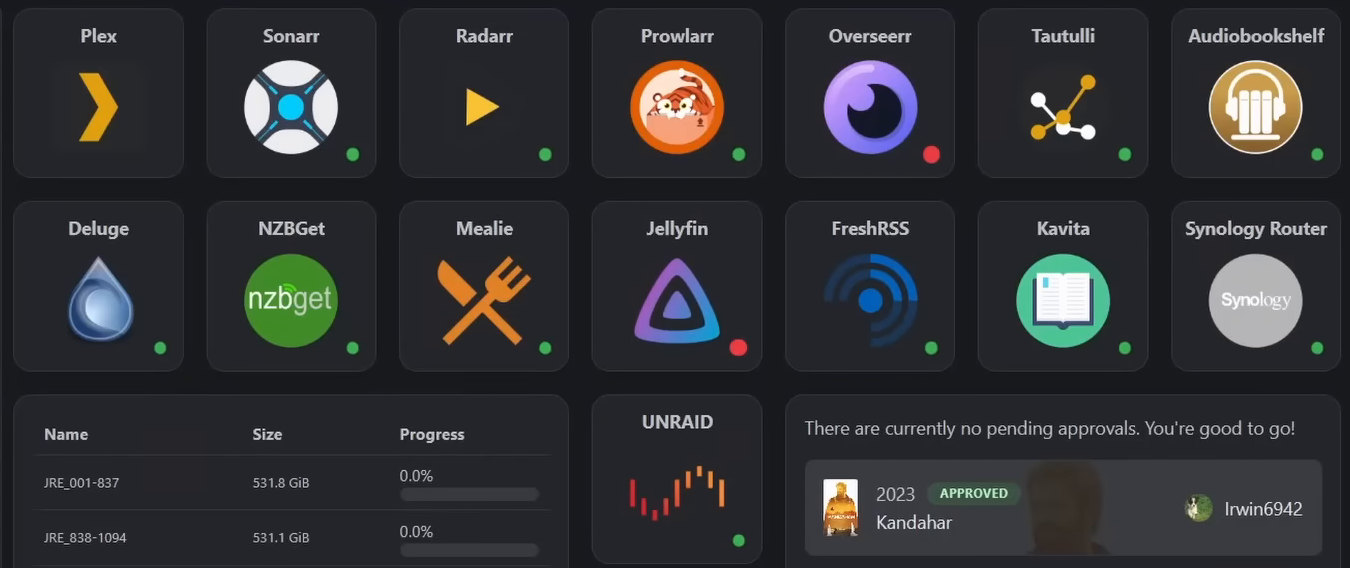 Plex
Sonarr
Radarr
Prowlarr
Overseerr
Tautulli
Audiobookshelf
Deluge
NZBGet
Mealie
Jellyfin
FreshRSS
Kavita
Synology Router
nzbget
Synology
Name Size Progress
JRE_001-837 531.8 GiB 0.0%
JRE_838-1094 531.1 GiB 0.0%
UNRAID
There are currently no pending approvals. You're good to go!
2023 APPROVED
Kandahar
Irwin6942